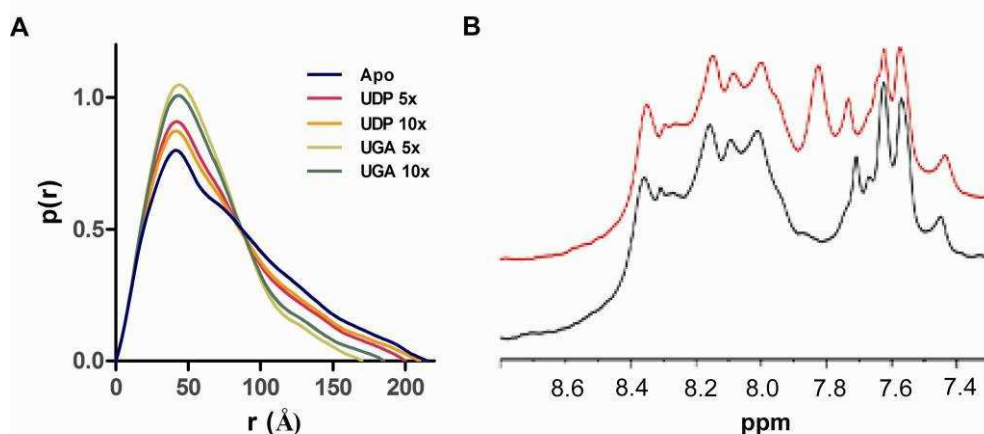 A
p(r)
1.0
0.5
0.0
0 50 100 150 200
r (Å)
Apo
UDP 5x
UDP 10x
UGA 5x
UGA 10x
B
8.6 8.4 8.2 8.0 7.8 7.6 7.4
ppm